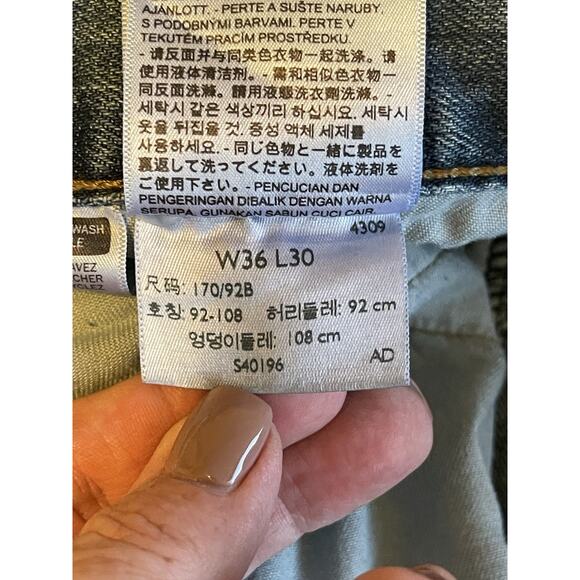 AJÁNLOTT. - PERTE A SUŠTE NARUBY,
S PODOBNÝMI BARVAMI. PERTE V
TEKUTÉM PRACÍM PROSTŘEDKU.
- 请反面并与同类色衣物一起洗涤。请
使用液体清洁剂。- 需和相似色衣物一
同反面洗滌。請用液態洗衣劑洗滌。-
세탁시 같은 색상끼리 하십시요. 세탁시
옷을 뒤집을 것. 중성 액체 세제를
사용하세요. - 同じ色物と一緒に製品を
裏返して洗ってください。液体洗剤をご
使用下さい。- PENCUCIAN DAN
PENGERINGAN DIBALIK DENGAN WARNA
SERUPA. GUNAKAN SABUN CUCI CAIR
4309
W36 L30
尺码: 170/92B
호칭: 92-108 허리둘레: 92 cm
엉덩이둘레: 108 cm
S40196 AD
WASH
LE
AVEZ
CHER
CYCLEZ